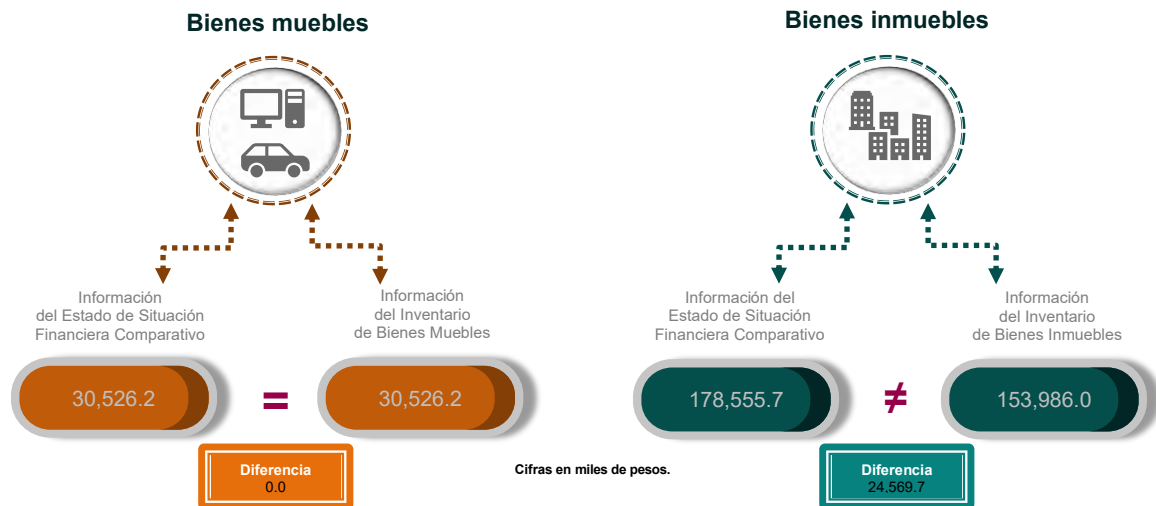 Bienes muebles
Información
del Estado de Situación
Financiera Comparativo
Información
del Inventario
de Bienes Muebles
30,526.2
=
30,526.2
Diferencia
0.0
Cifras en miles de pesos.
Bienes inmuebles
Información del
Estado de Situación
Financiera Comparativo
Información
del Inventario
de Bienes Inmuebles
178,555.7
≠
153,986.0
Diferencia
24,569.7